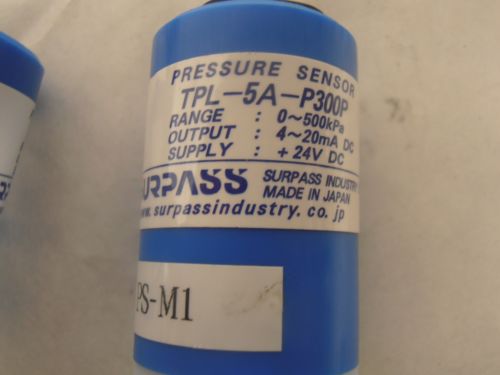 PRESSURE SENSOR
TPL-5A-P300P
RANGE : 0~500kPa
OUTPUT : 4~20mA DC
SUPPLY : +24V DC
SURPASS SURPASS INDUSTRY
MADE IN JAPAN
www.surpassindustry.co.jp
PS-M1